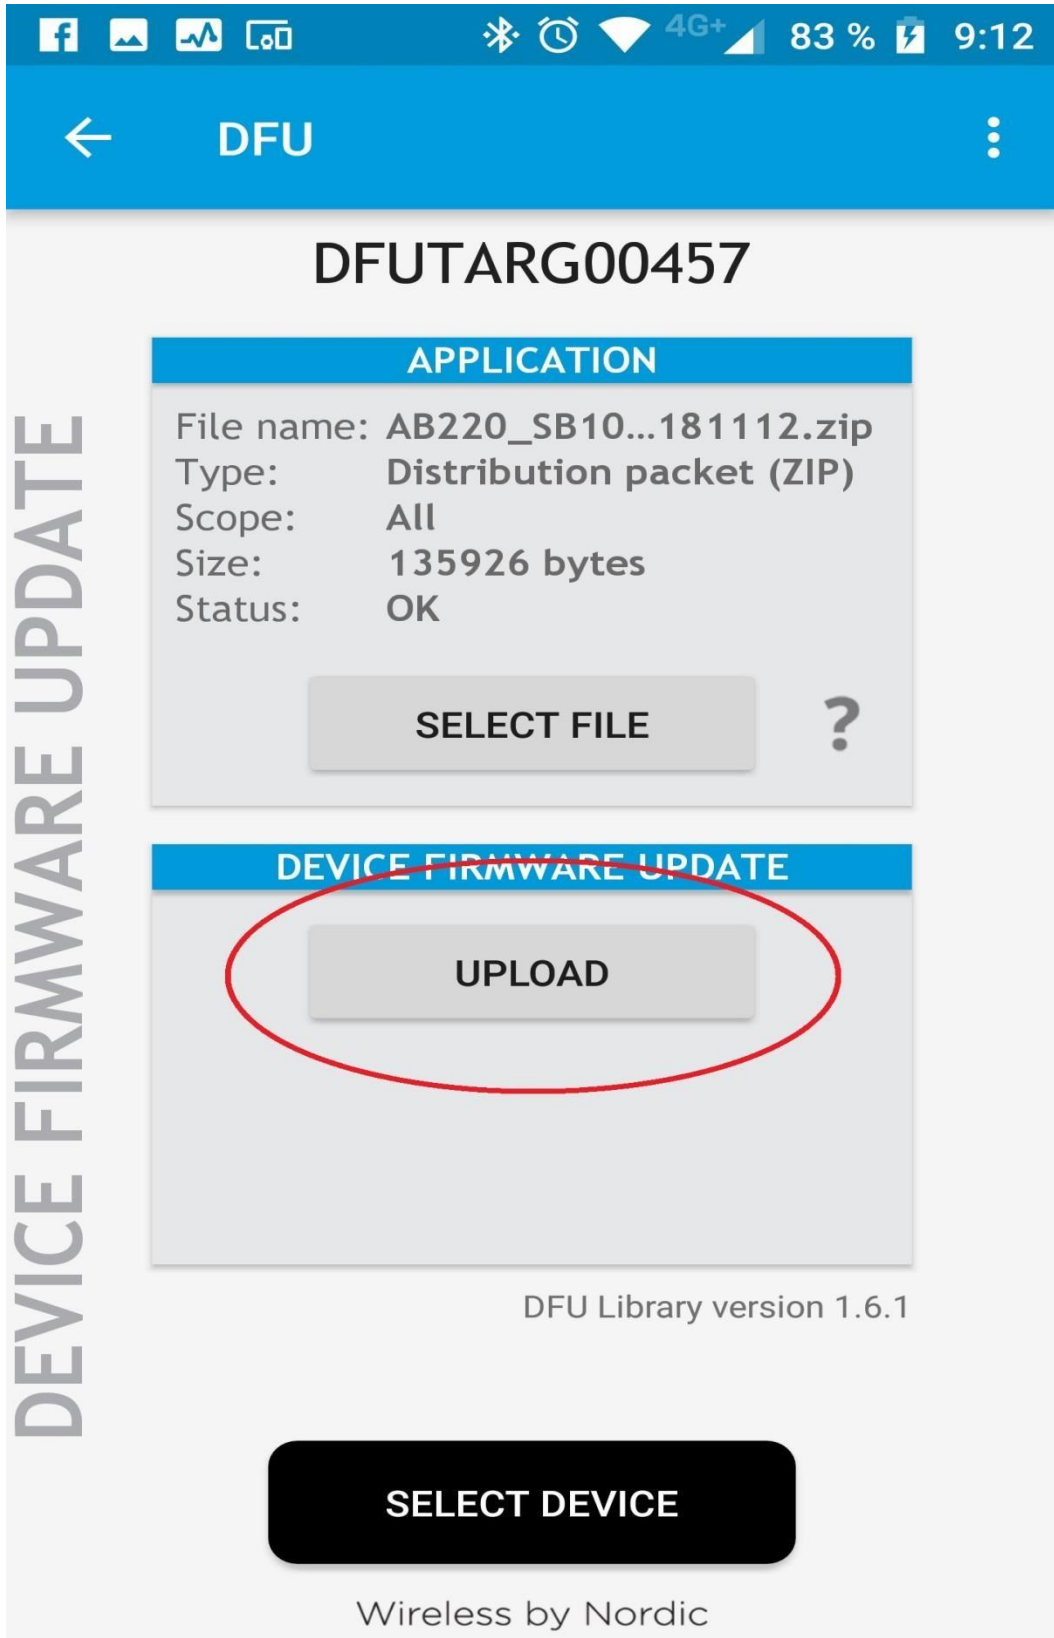 4G+ 83 % 9:12
DFU
DFUTARG00457
APPLICATION
File name: AB220_SB10...181112.zip
Type: Distribution packet (ZIP)
Scope: All
Size: 135926 bytes
Status: OK
SELECT FILE ?
DEVICE FIRMWARE UPDATE
UPLOAD
DFU Library version 1.6.1
DEVICE FIRMWARE UPDATE
SELECT DEVICE
Wireless by Nordic